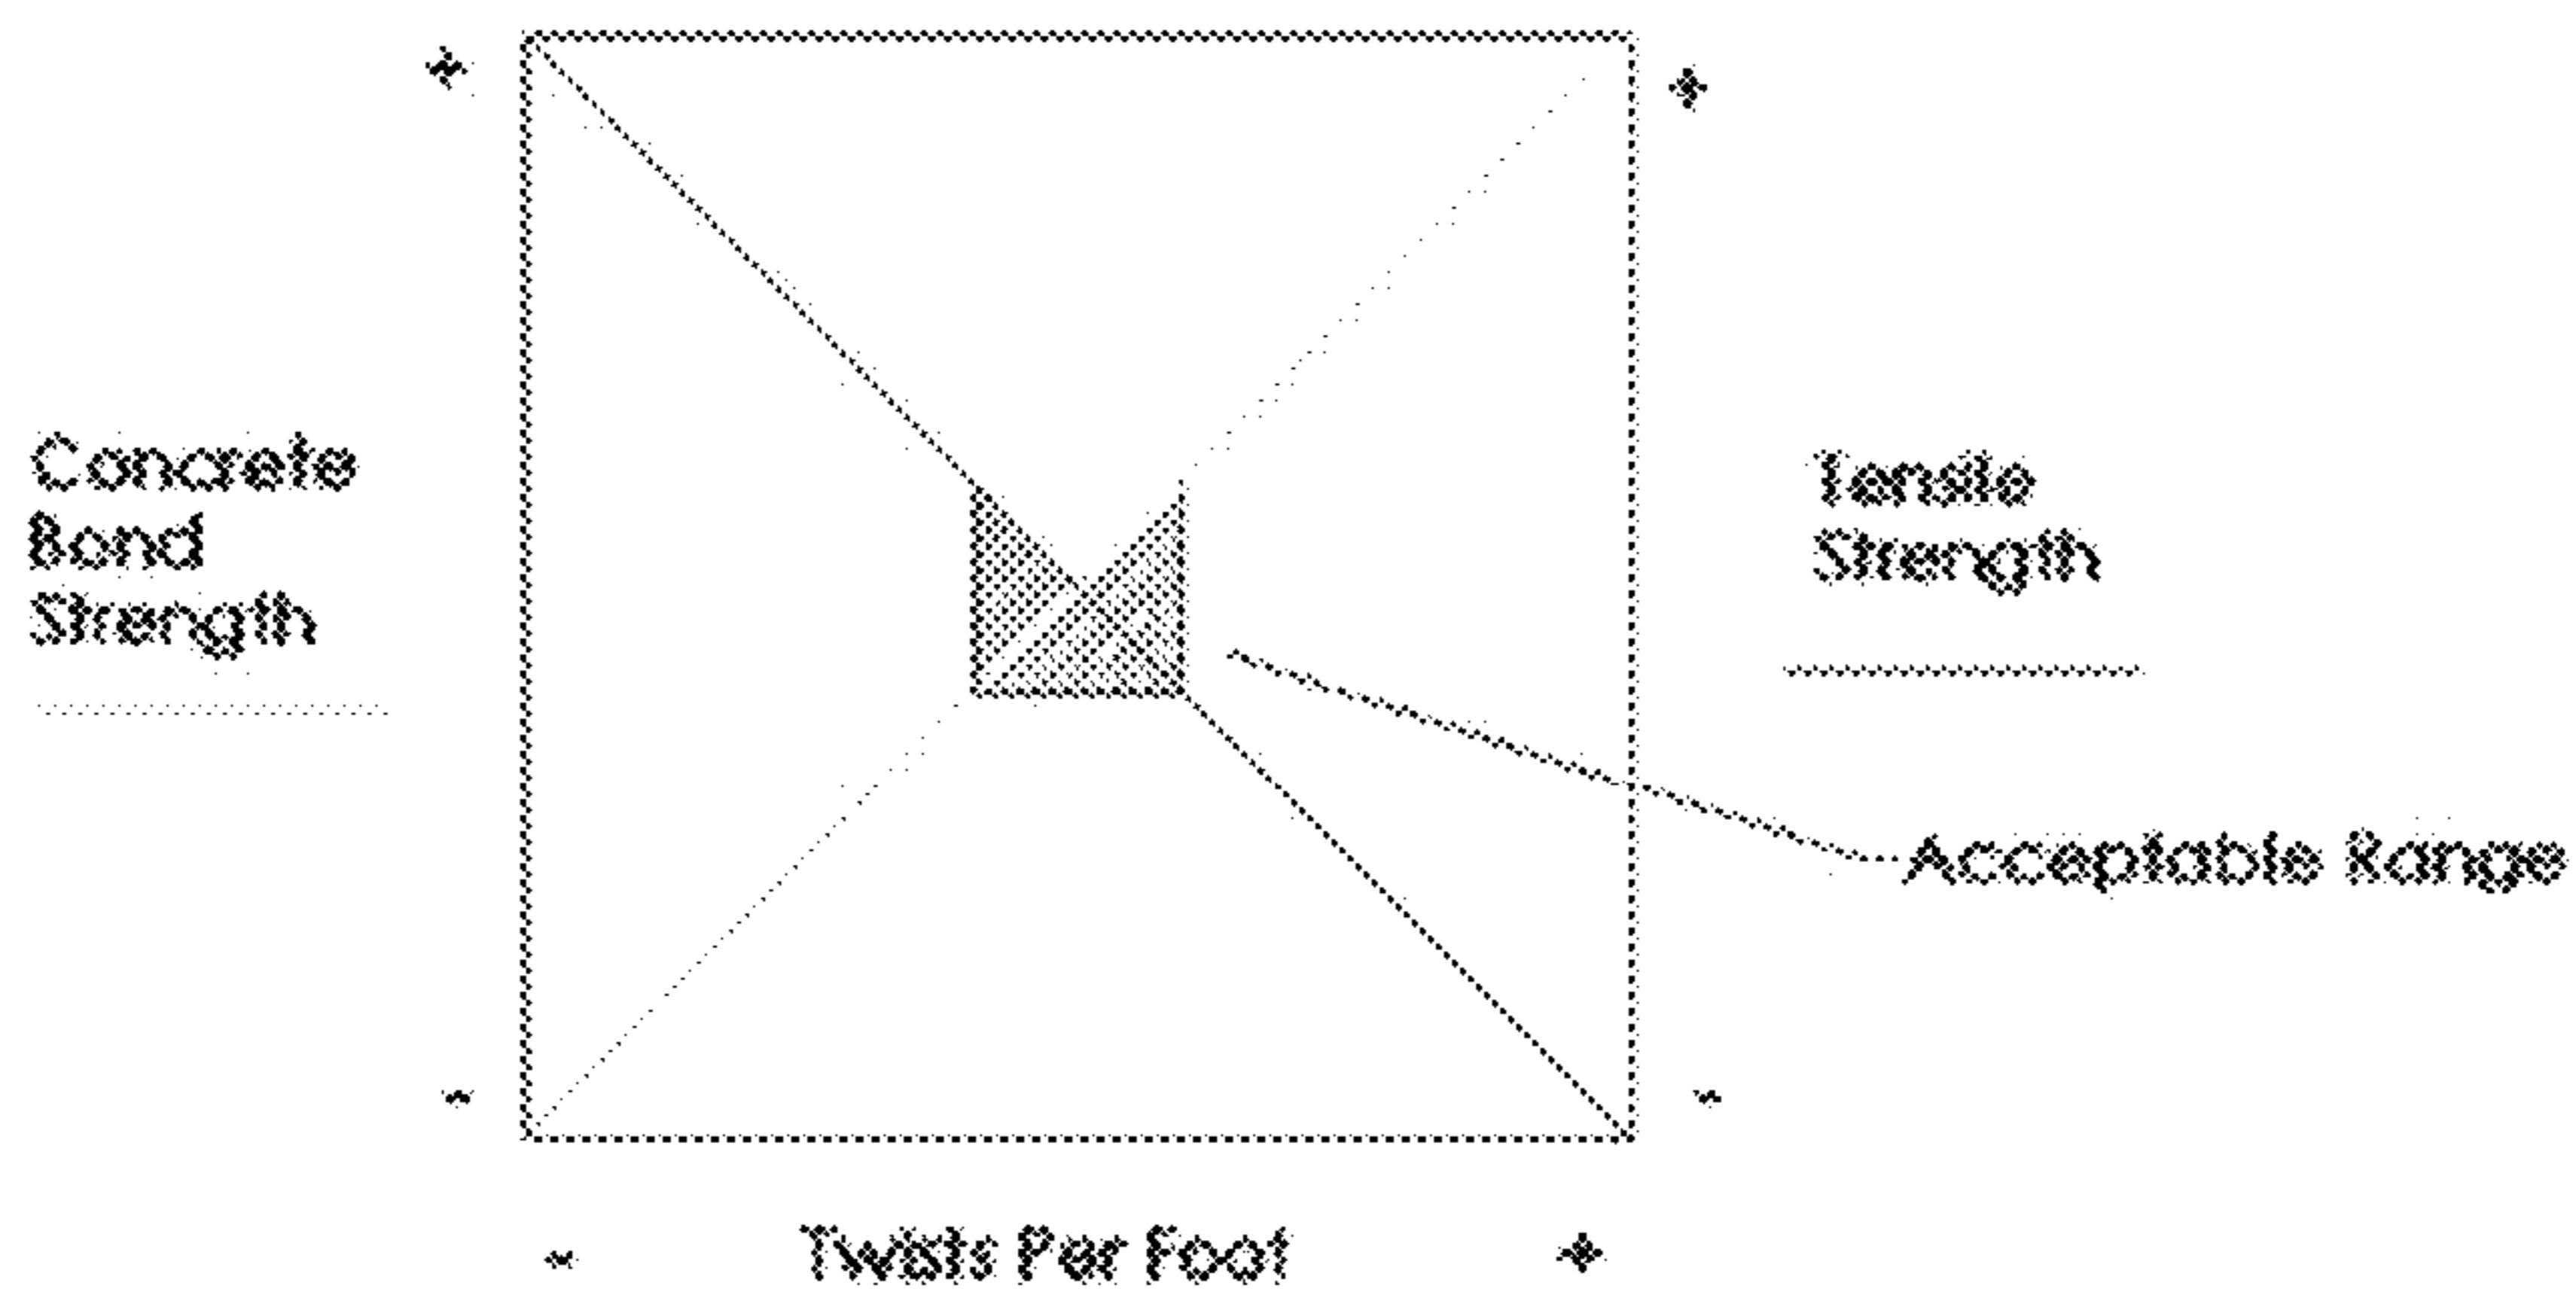 +
+
Concrete
Bond
Strength
Tensile
Strength
Acceptable Range
-
-
- Twists Per Foot +